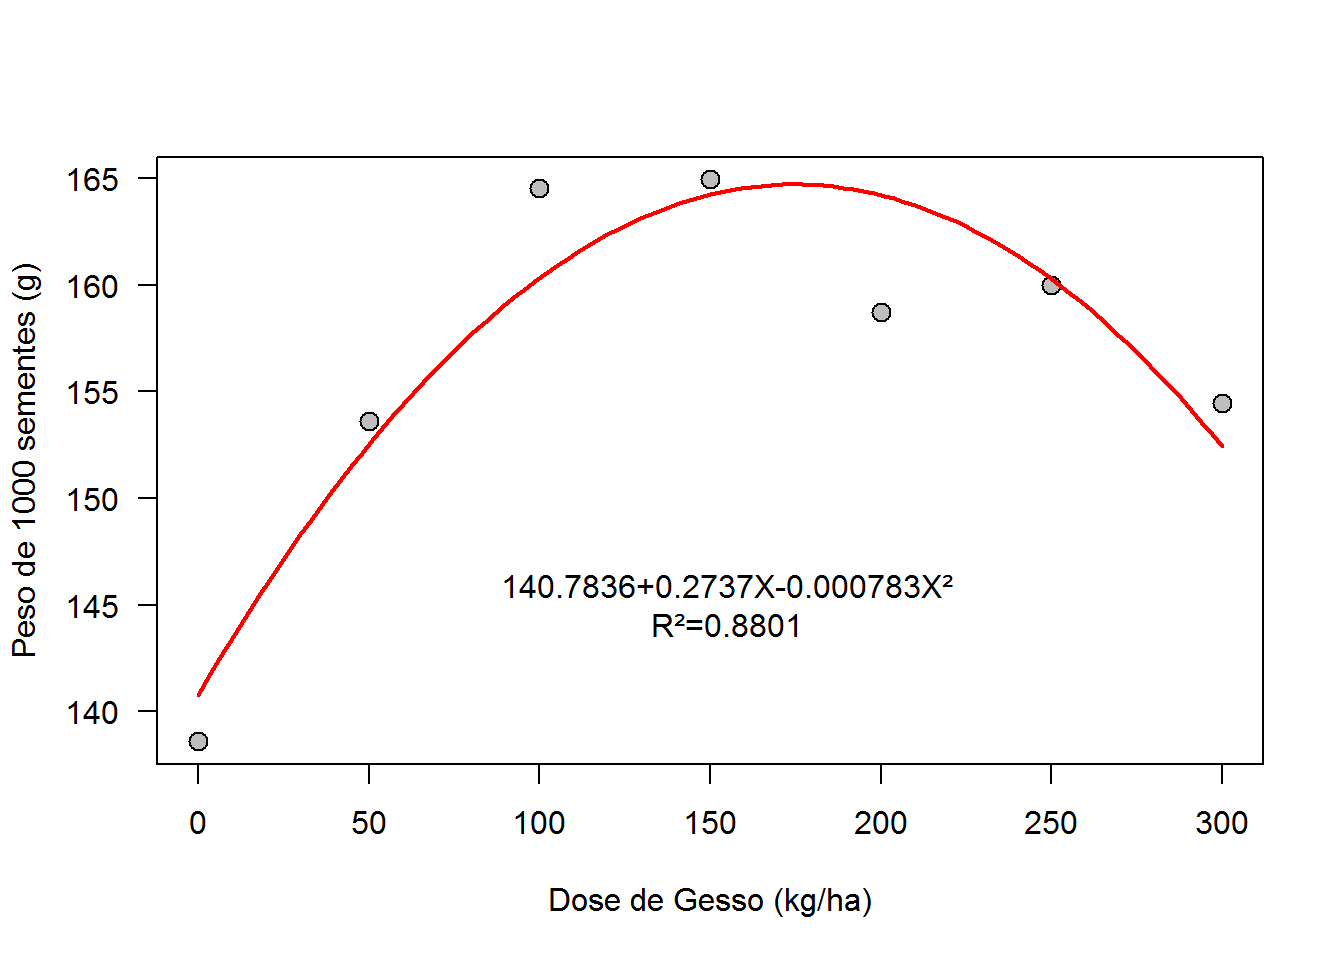 165
160
155
150
145
140
Peso de 1000 sementes (g)
140.7836+0.2737X-0.000783X²
R²=0.8801
0 50 100 150 200 250 300
Dose de Gesso (kg/ha)